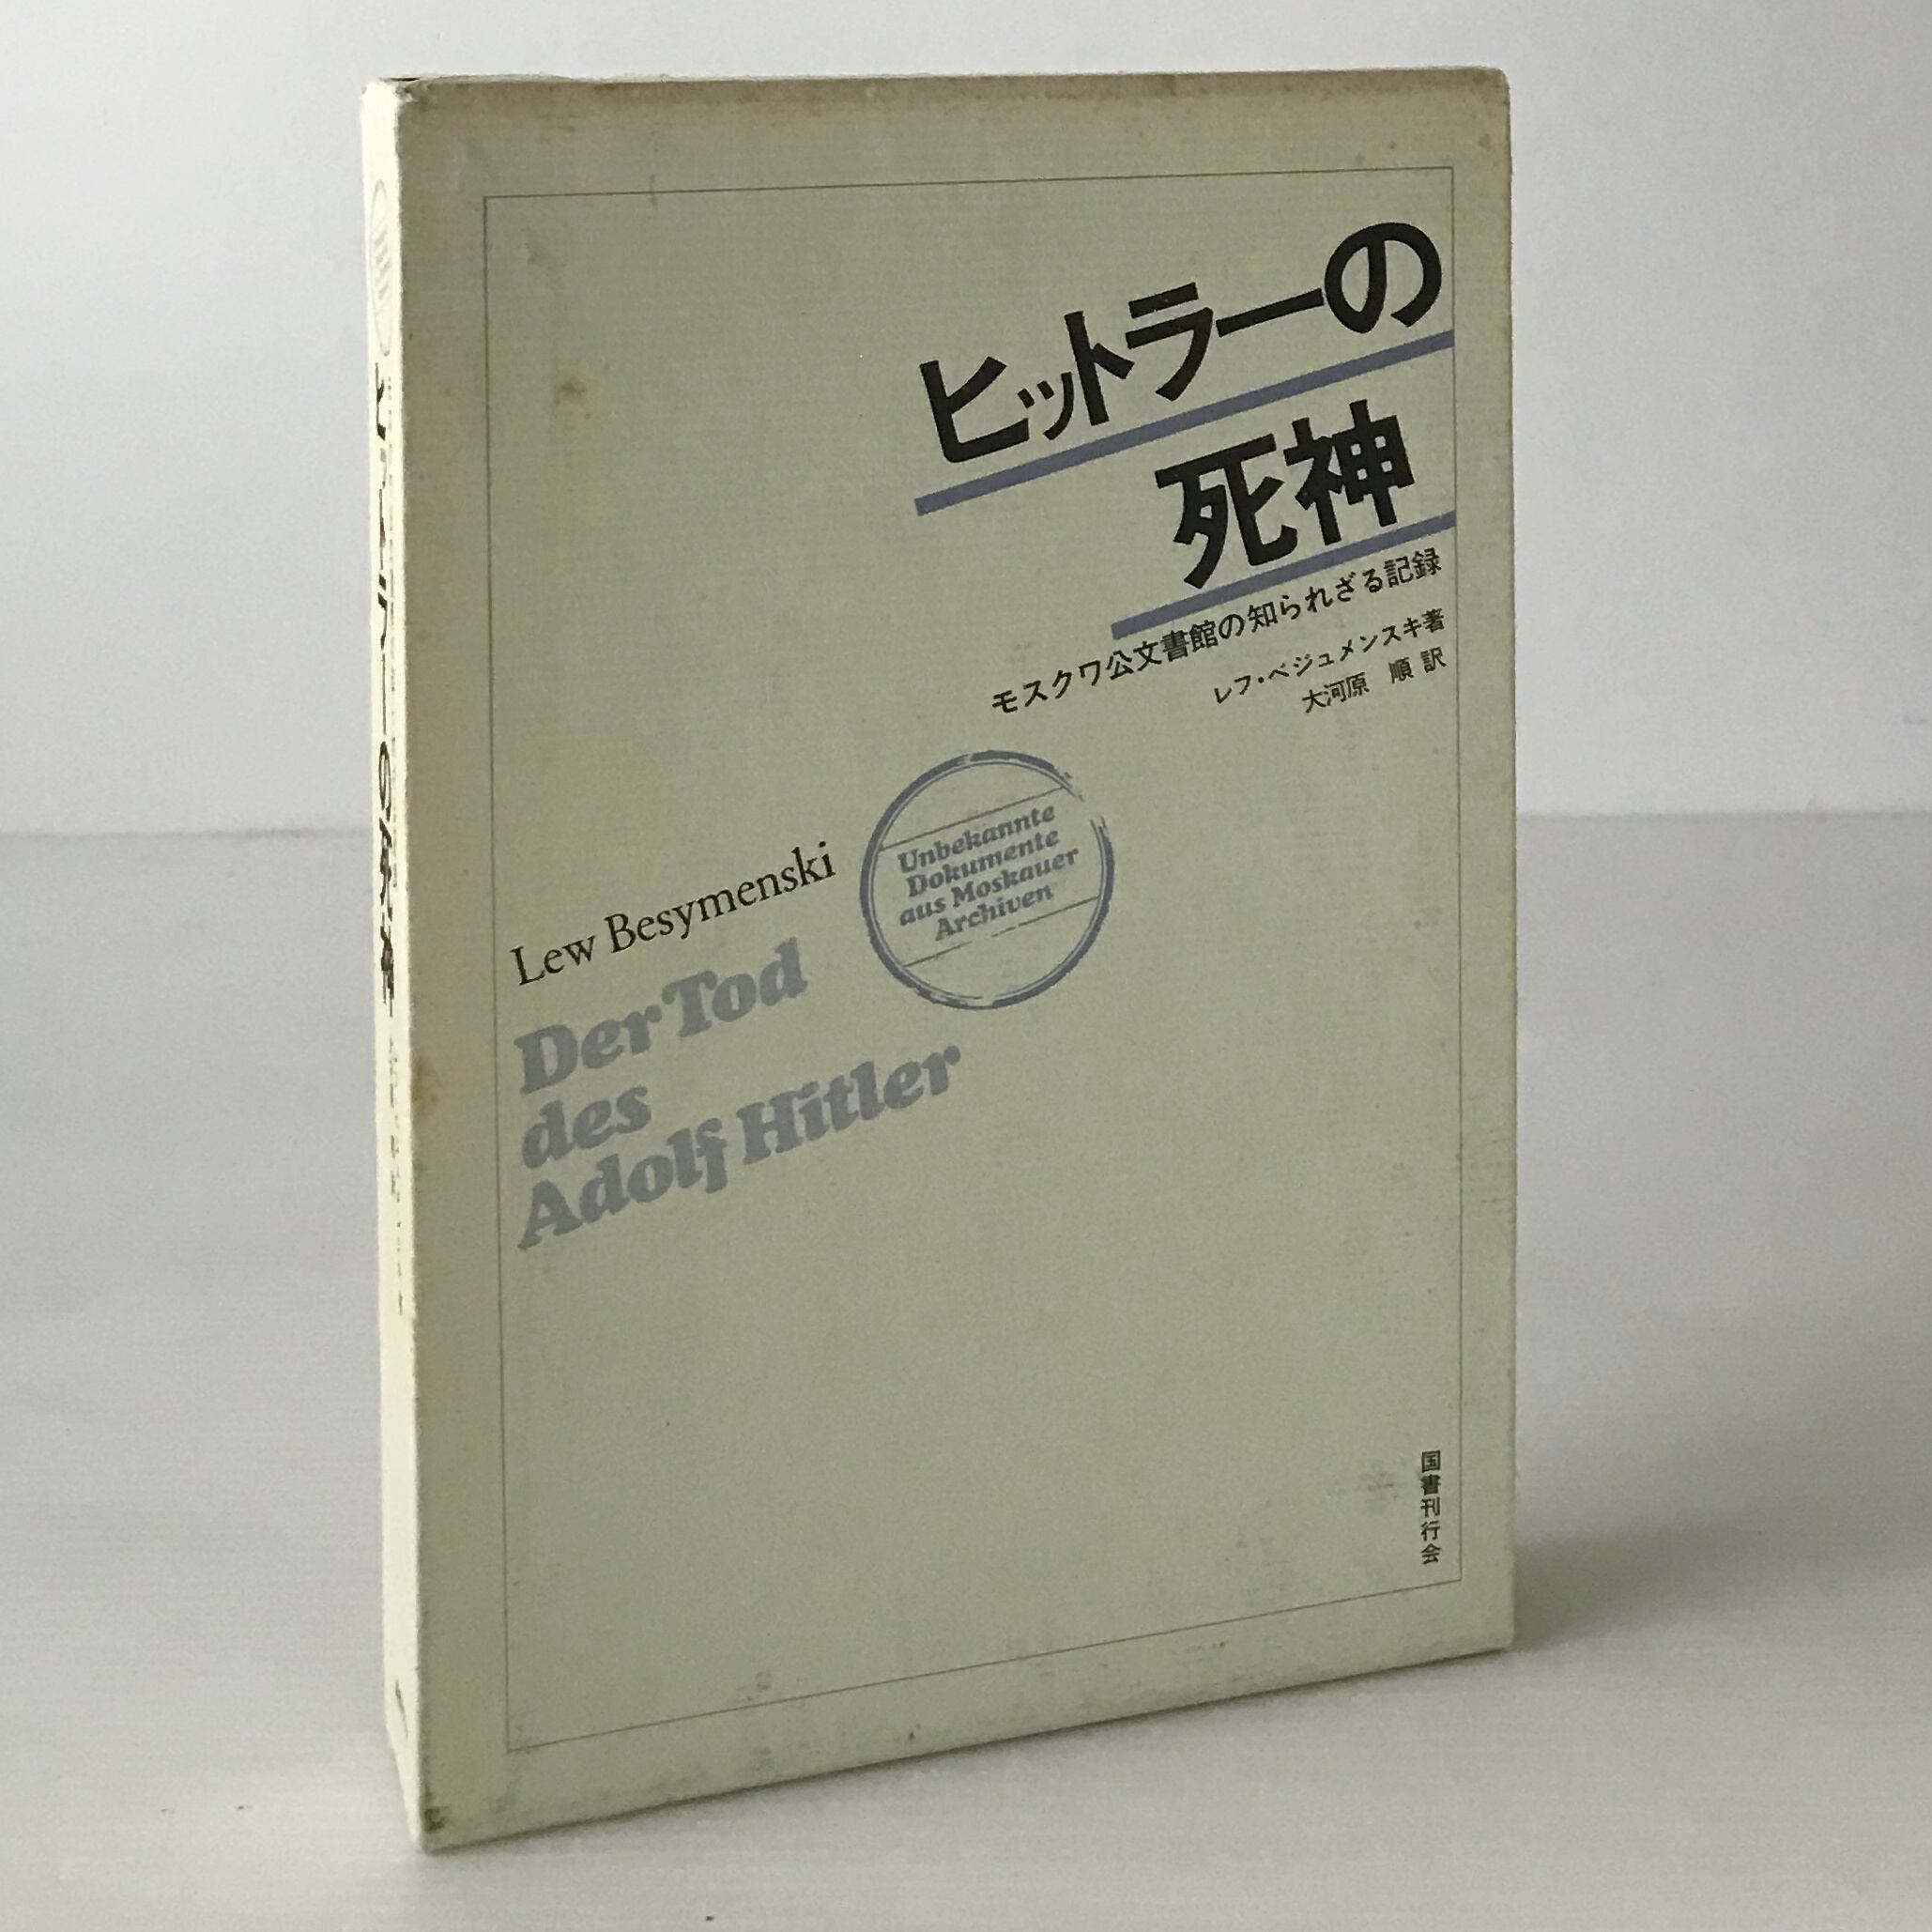 ヒットラーの
死神
モスクワ公文書館の知られざる記録
レフ・ベジュメンスキ著
大河原 順 訳
Lew Besymenski
Unbekannte
Dokumente
aus Moskauer
Archiven
Der Tod
des
Adolf Hitler
国書刊行会
ヒットラーの死神